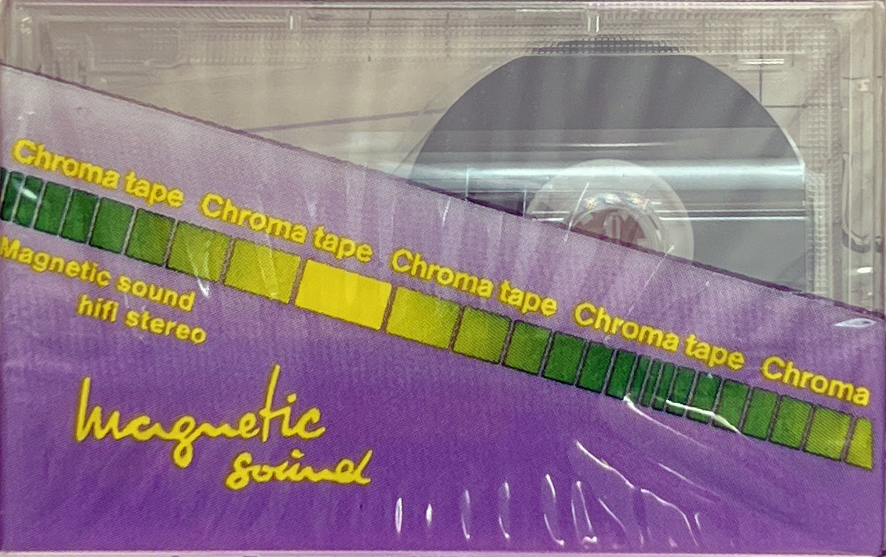 Chroma tape Chroma tape Chroma tape Chroma tape Chroma
Magnetic sound
hifi stereo
Magnetic
sound